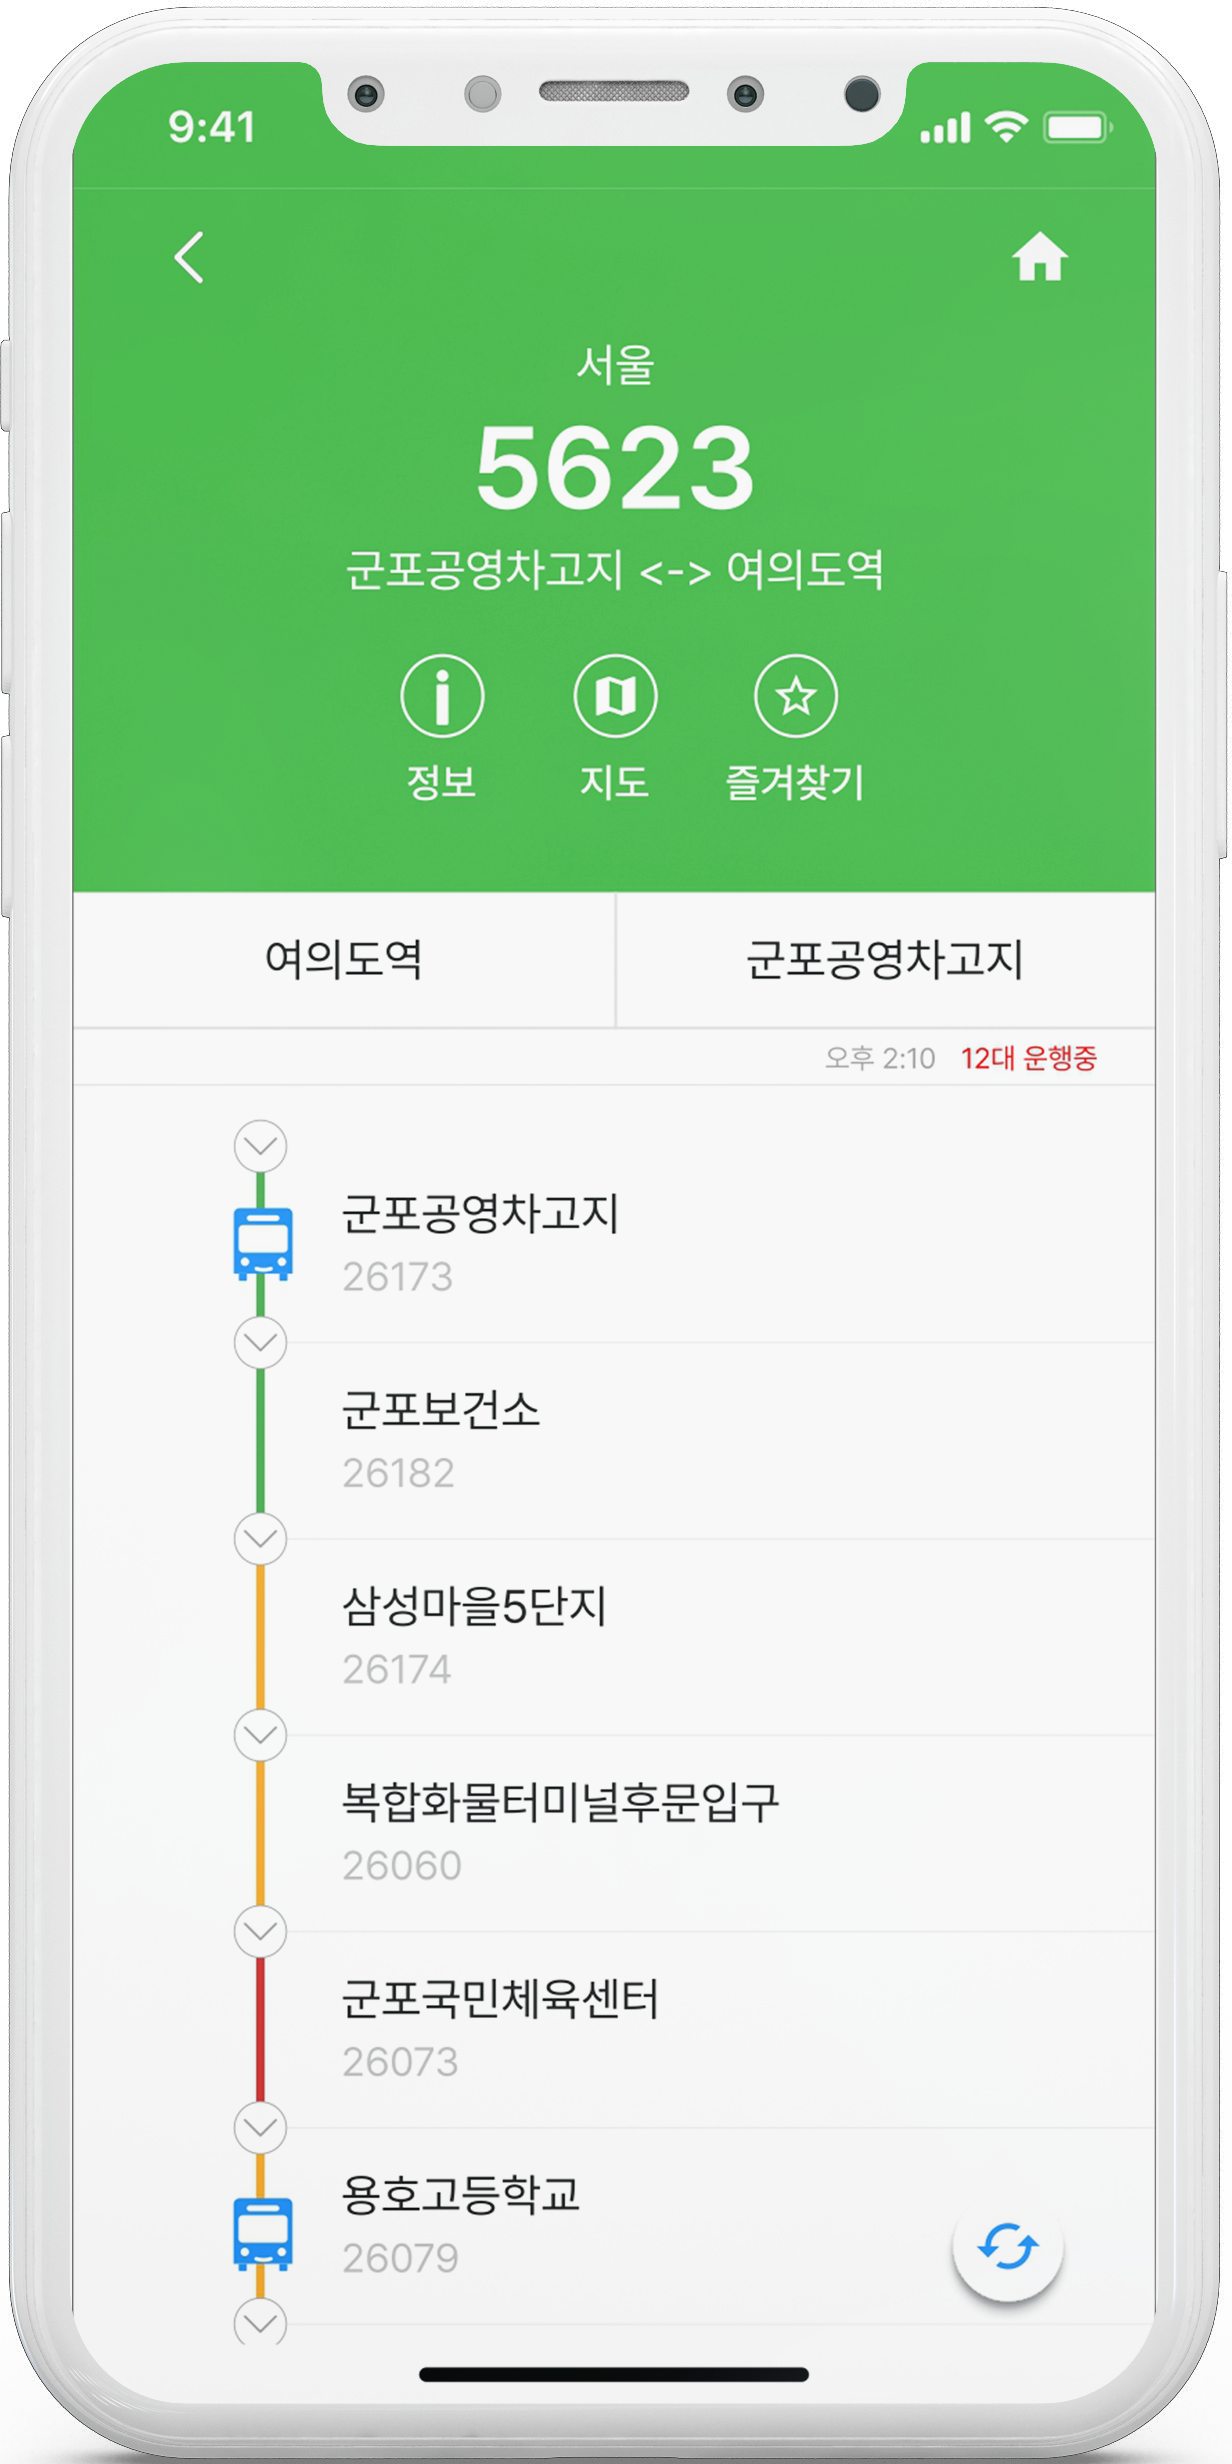 9:41
서울
5623
군포공영차고지 <-> 여의도역
정보 지도 즐겨찾기
여의도역 군포공영차고지
오후 2:10 12대 운행중
군포공영차고지
26173
군포보건소
26182
삼성마을5단지
26174
복합화물터미널후문입구
26060
군포국민체육센터
26073
용호고등학교
26079